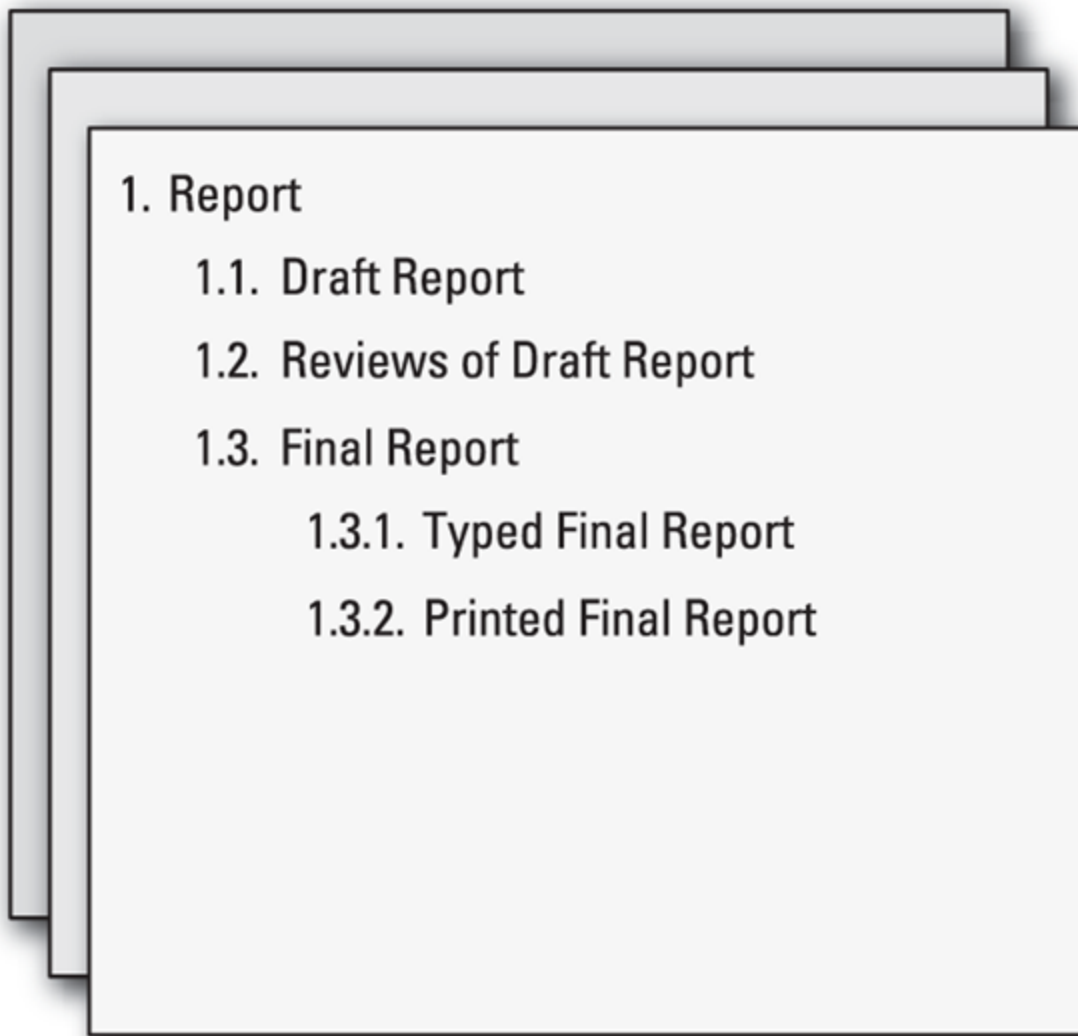 1. Report
1.1. Draft Report
1.2. Reviews of Draft Report
1.3. Final Report
1.3.1. Typed Final Report
1.3.2. Printed Final Report